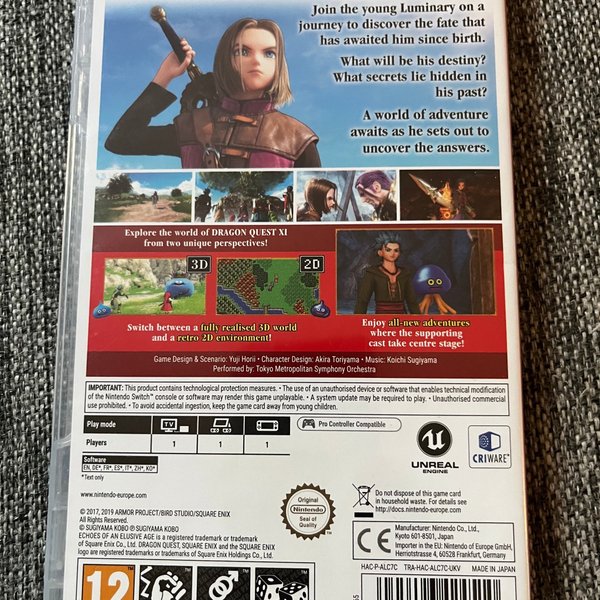 Join the young Luminary on a
journey to discover the fate that
has awaited him since birth.
What will be his destiny?
What secrets lie hidden in
his past?
A world of adventure
awaits as he sets out to
uncover the answers.
Explore the world of DRAGON QUEST XI
from two unique perspectives!
3D
2D
Switch between a fully realised 3D world
and a retro 2D environment!
Enjoy all-new adventures
where the supporting
cast take centre stage!
Game Design & Scenario: Yuji Horii • Character Design: Akira Toriyama • Music: Koichi Sugiyama
Performed by: Tokyo Metropolitan Symphony Orchestra
IMPORTANT: This product contains technological protection measures. • The use of an unauthorised device or software that enables technical modification
of the Nintendo Switch™ console or software may render this game unplayable. • A system update may be required to play. • Unauthorised commercial
use prohibited. • To avoid accidental ingestion, keep the game card away from young children.
Play mode
TV
Pro Controller Compatible
Players
1
1
1
Software
EN, DE*, FR*, ES*, IT*, ZH*, KO*
*Text only
UNREAL
ENGINE
CRIWARE
www.nintendo-europe.com
Original
Nintendo
Seal of
Quality
Do not dispose of this game card
in household waste. For details see
http://docs.nintendo-europe.com
© 2017, 2019 ARMOR PROJECT/BIRD STUDIO/SQUARE ENIX
All Rights Reserved.
© SUGIYAMA KOBO ℗ SUGIYAMA KOBO
ECHOES OF AN ELUSIVE AGE is a registered trademark or trademark
of Square Enix Co., Ltd. DRAGON QUEST, SQUARE ENIX and the SQUARE ENIX
logo are registered trademarks or trademarks of Square Enix Holdings Co., Ltd.
CE
Nintendo Co., Ltd.,
Kyoto 601-8501, Japan
Importer in the EU: Nintendo of Europe GmbH,
Herriotstrasse 4, 60528 Frankfurt, Germany
HAC-P-ALC7C
TRA-HAC-ALC7C-UKV
MADE IN JAPAN
12